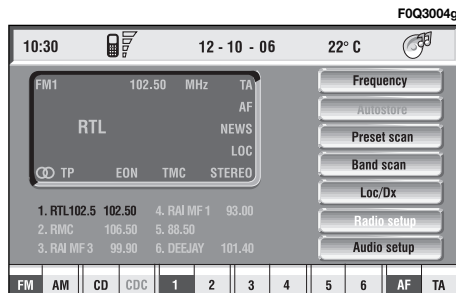 F0Q3004g
10:30 12 - 10 - 06 22° C
FM1 102.50 MHz TA
AF
RTL NEWS
LOC
TP EON TMC STEREO
1. RTL102.5 102.50 4. RAI MF 1 93.00
2. RMC 106.50 5. 88.50
3. RAI MF 3 99.90 6. DEEJAY 101.40
Frequency
Autostore
Preset scan
Band scan
Loc/Dx
Radio setup
Audio setup
FM AM CD CDC 1 2 3 4 5 6 AF TA